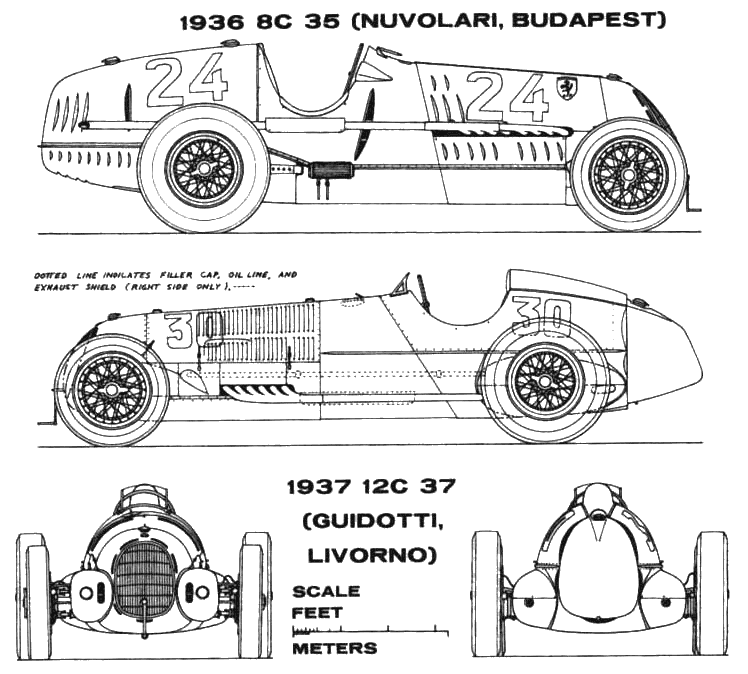 1936 8C 35 (NUVOLARI, BUDAPEST)
24
24
DOTTED LINE INDICATES FILLER CAP, OIL LINE, AND
EXHAUST SHIELD (RIGHT SIDE ONLY).-----
30
30
1937 12C 37
(GUIDOTTI,
LIVORNO)
SCALE
FEET
METERS